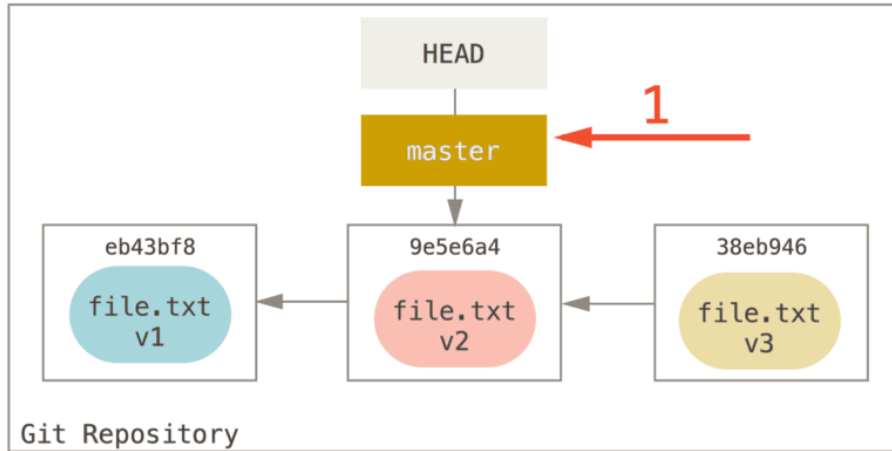 HEAD
1
master
eb43bf8
9e5e6a4
38eb946
file.txt
v1
file.txt
v2
file.txt
v3
Git Repository